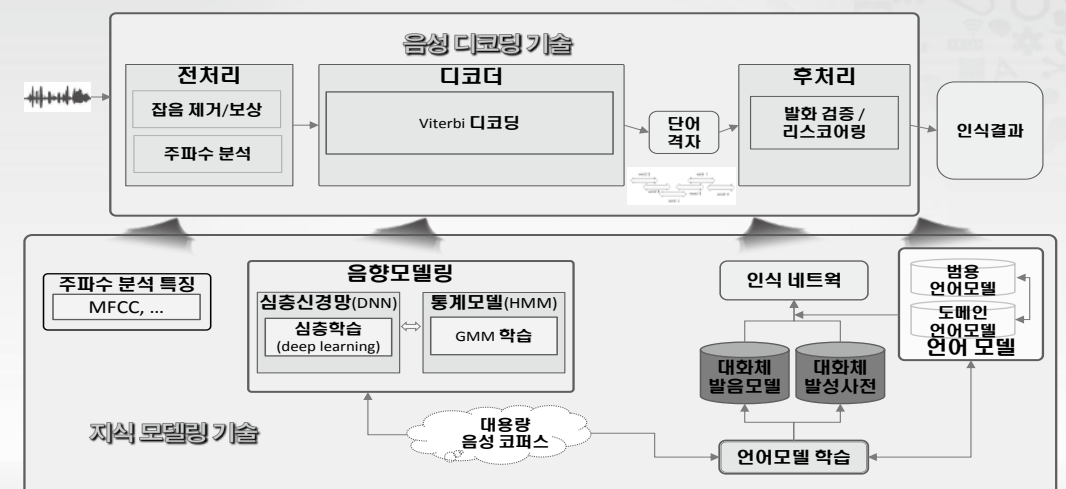 음성 디코딩 기술
전처리
잡음 제거/보상
주파수 분석
디코더
Viterbi 디코딩
단어
격자
후처리
발화 검증 /
리스코어링
인식결과
주파수 분석 특징
MFCC, ...
음향모델링
심층신경망(DNN)
심층학습
(deep learning)
통계모델(HMM)
GMM 학습
인식 네트웍
범용
언어모델
도메인
언어모델
언어 모델
대화체
발음모델
대화체
발성사전
대용량
음성 코퍼스
언어모델 학습
지식 모델링 기술